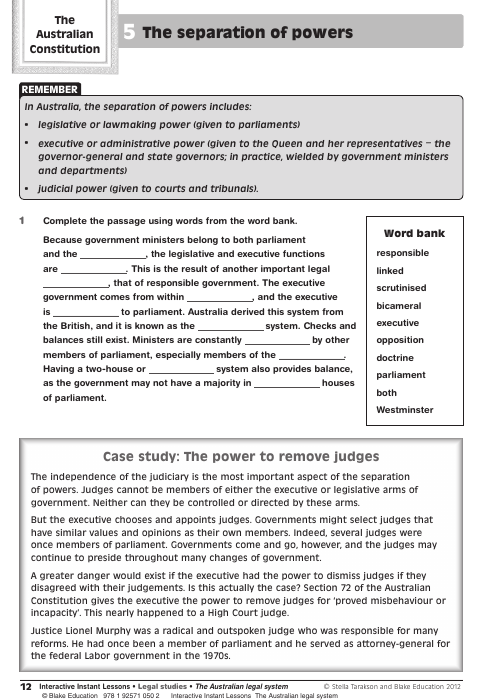 The
Australian
Constitution
5 The separation of powers
REMEMBER
In Australia, the separation of powers includes:
▪ legislative or lawmaking power (given to parliaments)
▪ executive or administrative power (given to the Queen and her representatives – the
governor-general and state governors; in practice, wielded by government ministers
and departments)
▪ judicial power (given to courts and tribunals).
1 Complete the passage using words from the word bank.
Because government ministers belong to both parliament
and the ______________, the legislative and executive functions
are ______________. This is the result of another important legal
______________, that of responsible government. The executive
government comes from within ______________, and the executive
is ______________ to parliament. Australia derived this system from
the British, and it is known as the ______________ system. Checks and
balances still exist. Ministers are constantly ______________ by other
members of parliament, especially members of the ______________.
Having a two-house or ______________ system also provides balance,
as the government may not have a majority in ______________ houses
of parliament.
Word bank
responsible
linked
scrutinised
bicameral
executive
opposition
doctrine
parliament
both
Westminster
Case study: The power to remove judges
The independence of the judiciary is the most important aspect of the separation
of powers. Judges cannot be members of either the executive or legislative arms of
government. Neither can they be controlled or directed by these arms.
But the executive chooses and appoints judges. Governments might select judges that
have similar values and opinions as their own members. Indeed, several judges were
once members of parliament. Governments come and go, however, and the judges may
continue to preside throughout many changes of government.
A greater danger would exist if the executive had the power to dismiss judges if they
disagreed with their judgements. Is this actually the case? Section 72 of the Australian
Constitution gives the executive the power to remove judges for ‘proved misbehaviour or
incapacity’. This nearly happened to a High Court judge.
Justice Lionel Murphy was a radical and outspoken judge who was responsible for many
reforms. He had once been a member of parliament and he served as attorney-general for
the federal Labor government in the 1970s.
12 Interactive Instant Lessons • Legal studies • The Australian legal system © Stella Tarakson and Blake Education 2012
© Blake Education 978 1 92571 050 2 Interactive Instant Lessons The Australian legal system